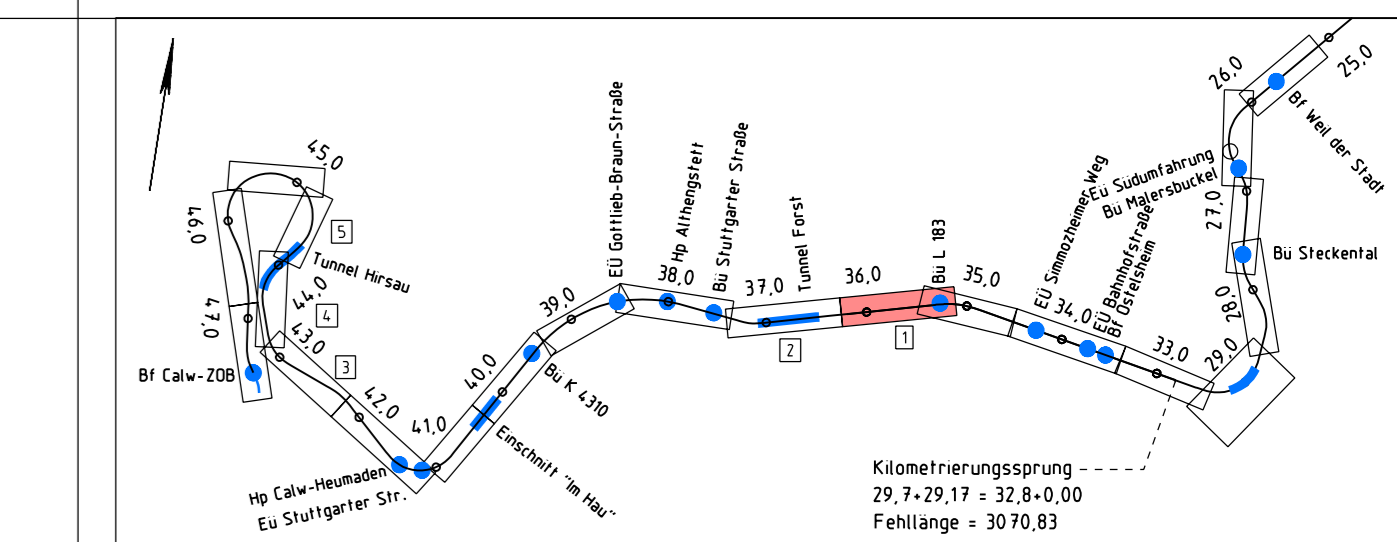 45,0
46,0
47,0
5
Tunnel Hirsau
44,0
4
43,0
Bf Calw-ZOB
3
42,0
41,0
Hp Calw-Heumaden
Eü Stuttgarter Str.
40,0
Bü K 4310
Einschnitt "Im Hau"
39,0
EÜ Gottlieb-Braun-Straße
38,0
Hp Althengstett
Bü Stuttgarter Straße
37,0
Tunnel Forst
2
36,0
1
Bü L 183
35,0
EÜ Simmozheimer Weg
34,0
EÜ Bahnhofstraße
Bf Ostelsheim
33,0
Kilometrierungssprung
29,7+29,17 = 32,8+0,00
Fehllänge = 3070,83
29,0
28,0
Bü Steckental
27,0
Eü Südumfahrung
Bü Malersbuckel
26,0
Bf Weil der Stadt
25,0